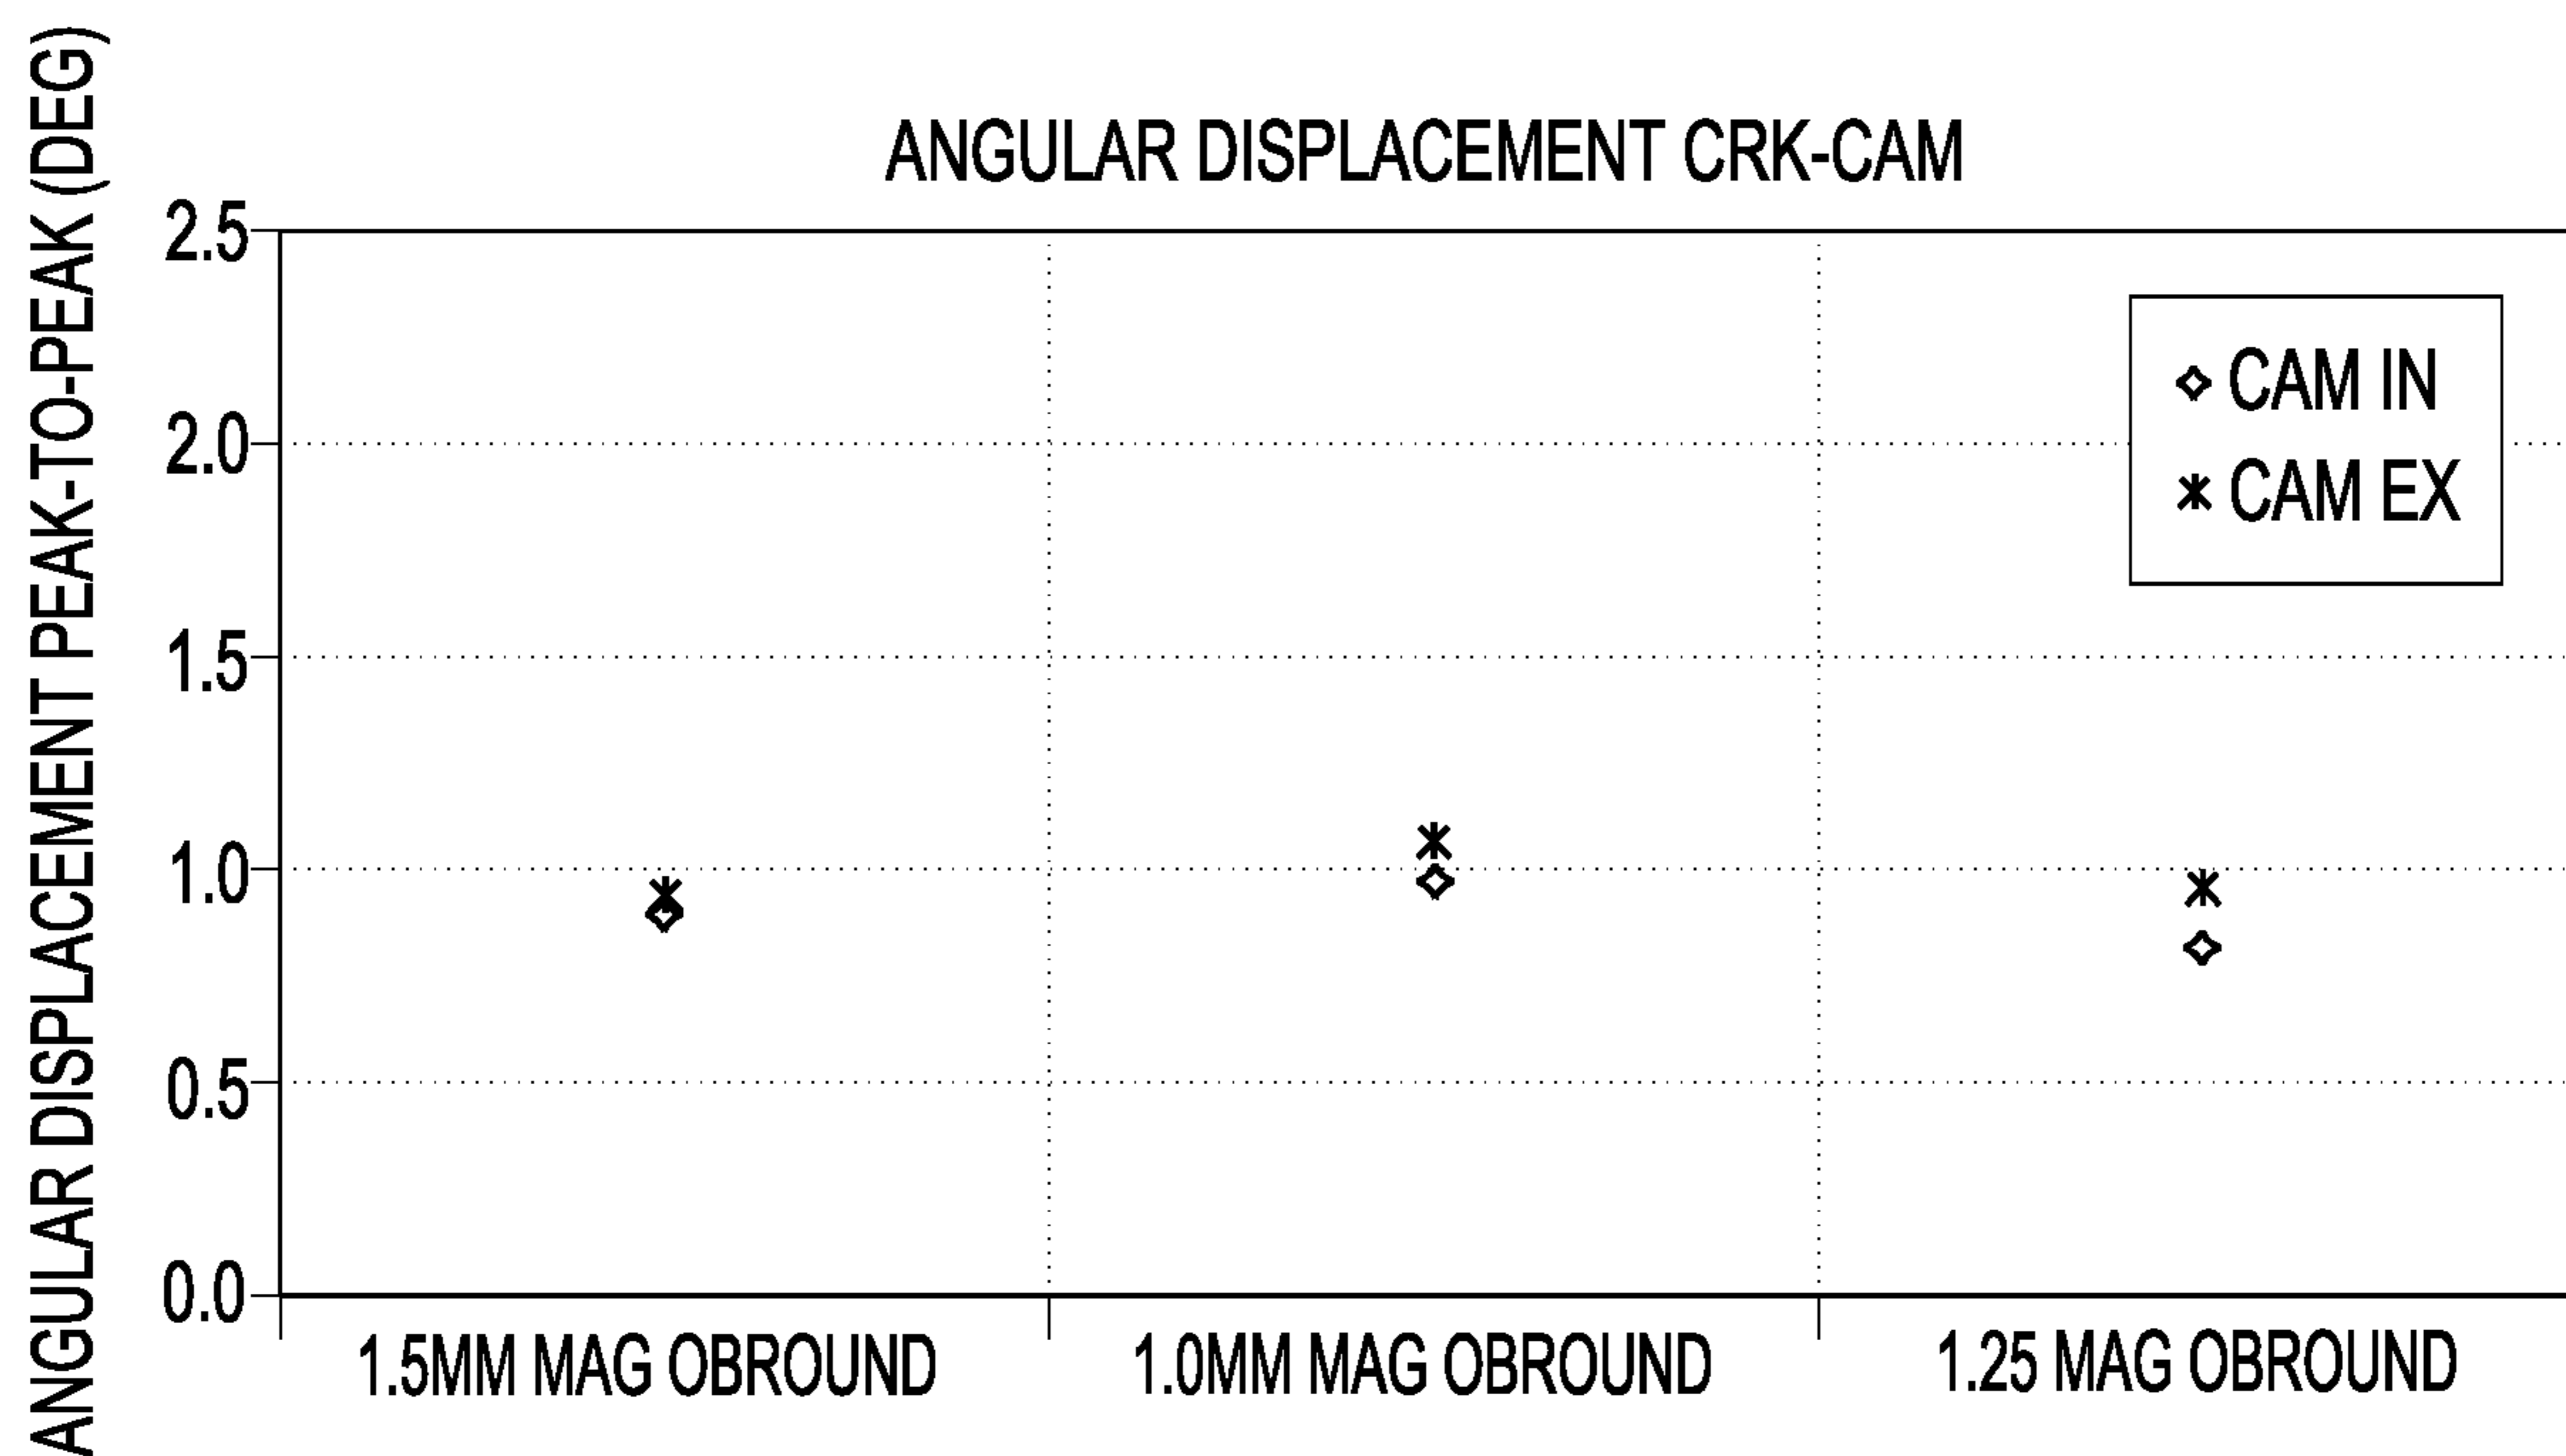 ANGULAR DISPLACEMENT CRK-CAM
ANGULAR DISPLACEMENT PEAK-TO-PEAK (DEG)
2.5
2.0
1.5
1.0
0.5
0.0
CAM IN
CAM EX
1.5MM MAG OBROUND
1.0MM MAG OBROUND
1.25 MAG OBROUND